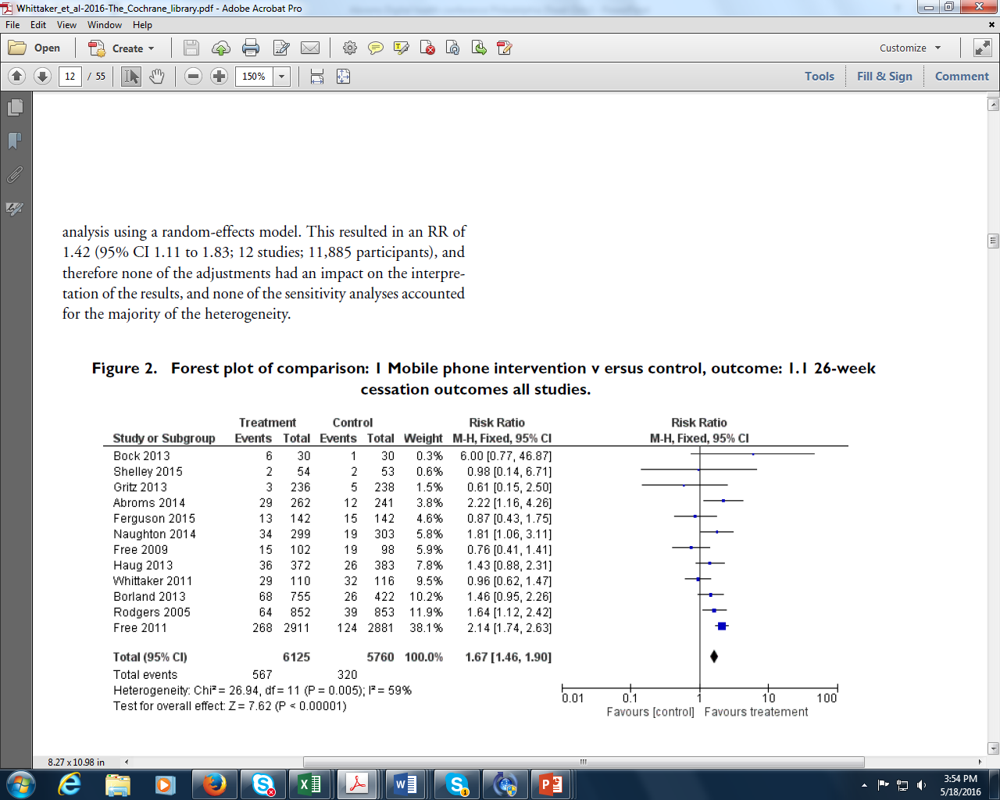 Whittaker_et_al-2016-The_Cochrane_library.pdf - Adobe Acrobat Pro
File Edit View Window Help
Open Create Customize
12 / 55 150% Tools Fill & Sign Comment
analysis using a random-effects model. This resulted in an RR of
1.42 (95% CI 1.11 to 1.83; 12 studies; 11,885 participants), and
therefore none of the adjustments had an impact on the interpre-
tation of the results, and none of the sensitivity analyses accounted
for the majority of the heterogeneity.
Figure 2. Forest plot of comparison: 1 Mobile phone intervention v ersus control, outcome: 1.1 26-week
cessation outcomes all studies.
Treatment Control Risk Ratio Risk Ratio
Study or Subgroup Events Total Events Total Weight M-H, Fixed, 95% CI M-H, Fixed, 95% CI
Bock 2013 6 30 1 30 0.3% 6.00 [0.77, 46.87]
Shelley 2015 2 54 2 53 0.6% 0.98 [0.14, 6.71]
Gritz 2013 3 236 5 238 1.5% 0.61 [0.15, 2.50]
Abroms 2014 29 262 12 241 3.8% 2.22 [1.16, 4.26]
Ferguson 2015 13 142 15 142 4.6% 0.87 [0.43, 1.75]
Naughton 2014 34 299 19 303 5.8% 1.81 [1.06, 3.11]
Free 2009 15 102 19 98 5.9% 0.76 [0.41, 1.41]
Haug 2013 36 372 26 383 7.8% 1.43 [0.88, 2.31]
Whittaker 2011 29 110 32 116 9.5% 0.96 [0.62, 1.47]
Borland 2013 68 755 26 422 10.2% 1.46 [0.95, 2.26]
Rodgers 2005 64 852 39 853 11.9% 1.64 [1.12, 2.42]
Free 2011 268 2911 124 2881 38.1% 2.14 [1.74, 2.63]
Total (95% CI) 6125 5760 100.0% 1.67 [1.46, 1.90]
Total events 567 320
Heterogeneity: Chi² = 26.94, df = 11 (P = 0.005); I² = 59%
Test for overall effect: Z = 7.62 (P < 0.00001)
0.01 0.1 1 10 100
Favours [control] Favours treatement
8.27 x 10.98 in
3:54 PM
5/18/2016